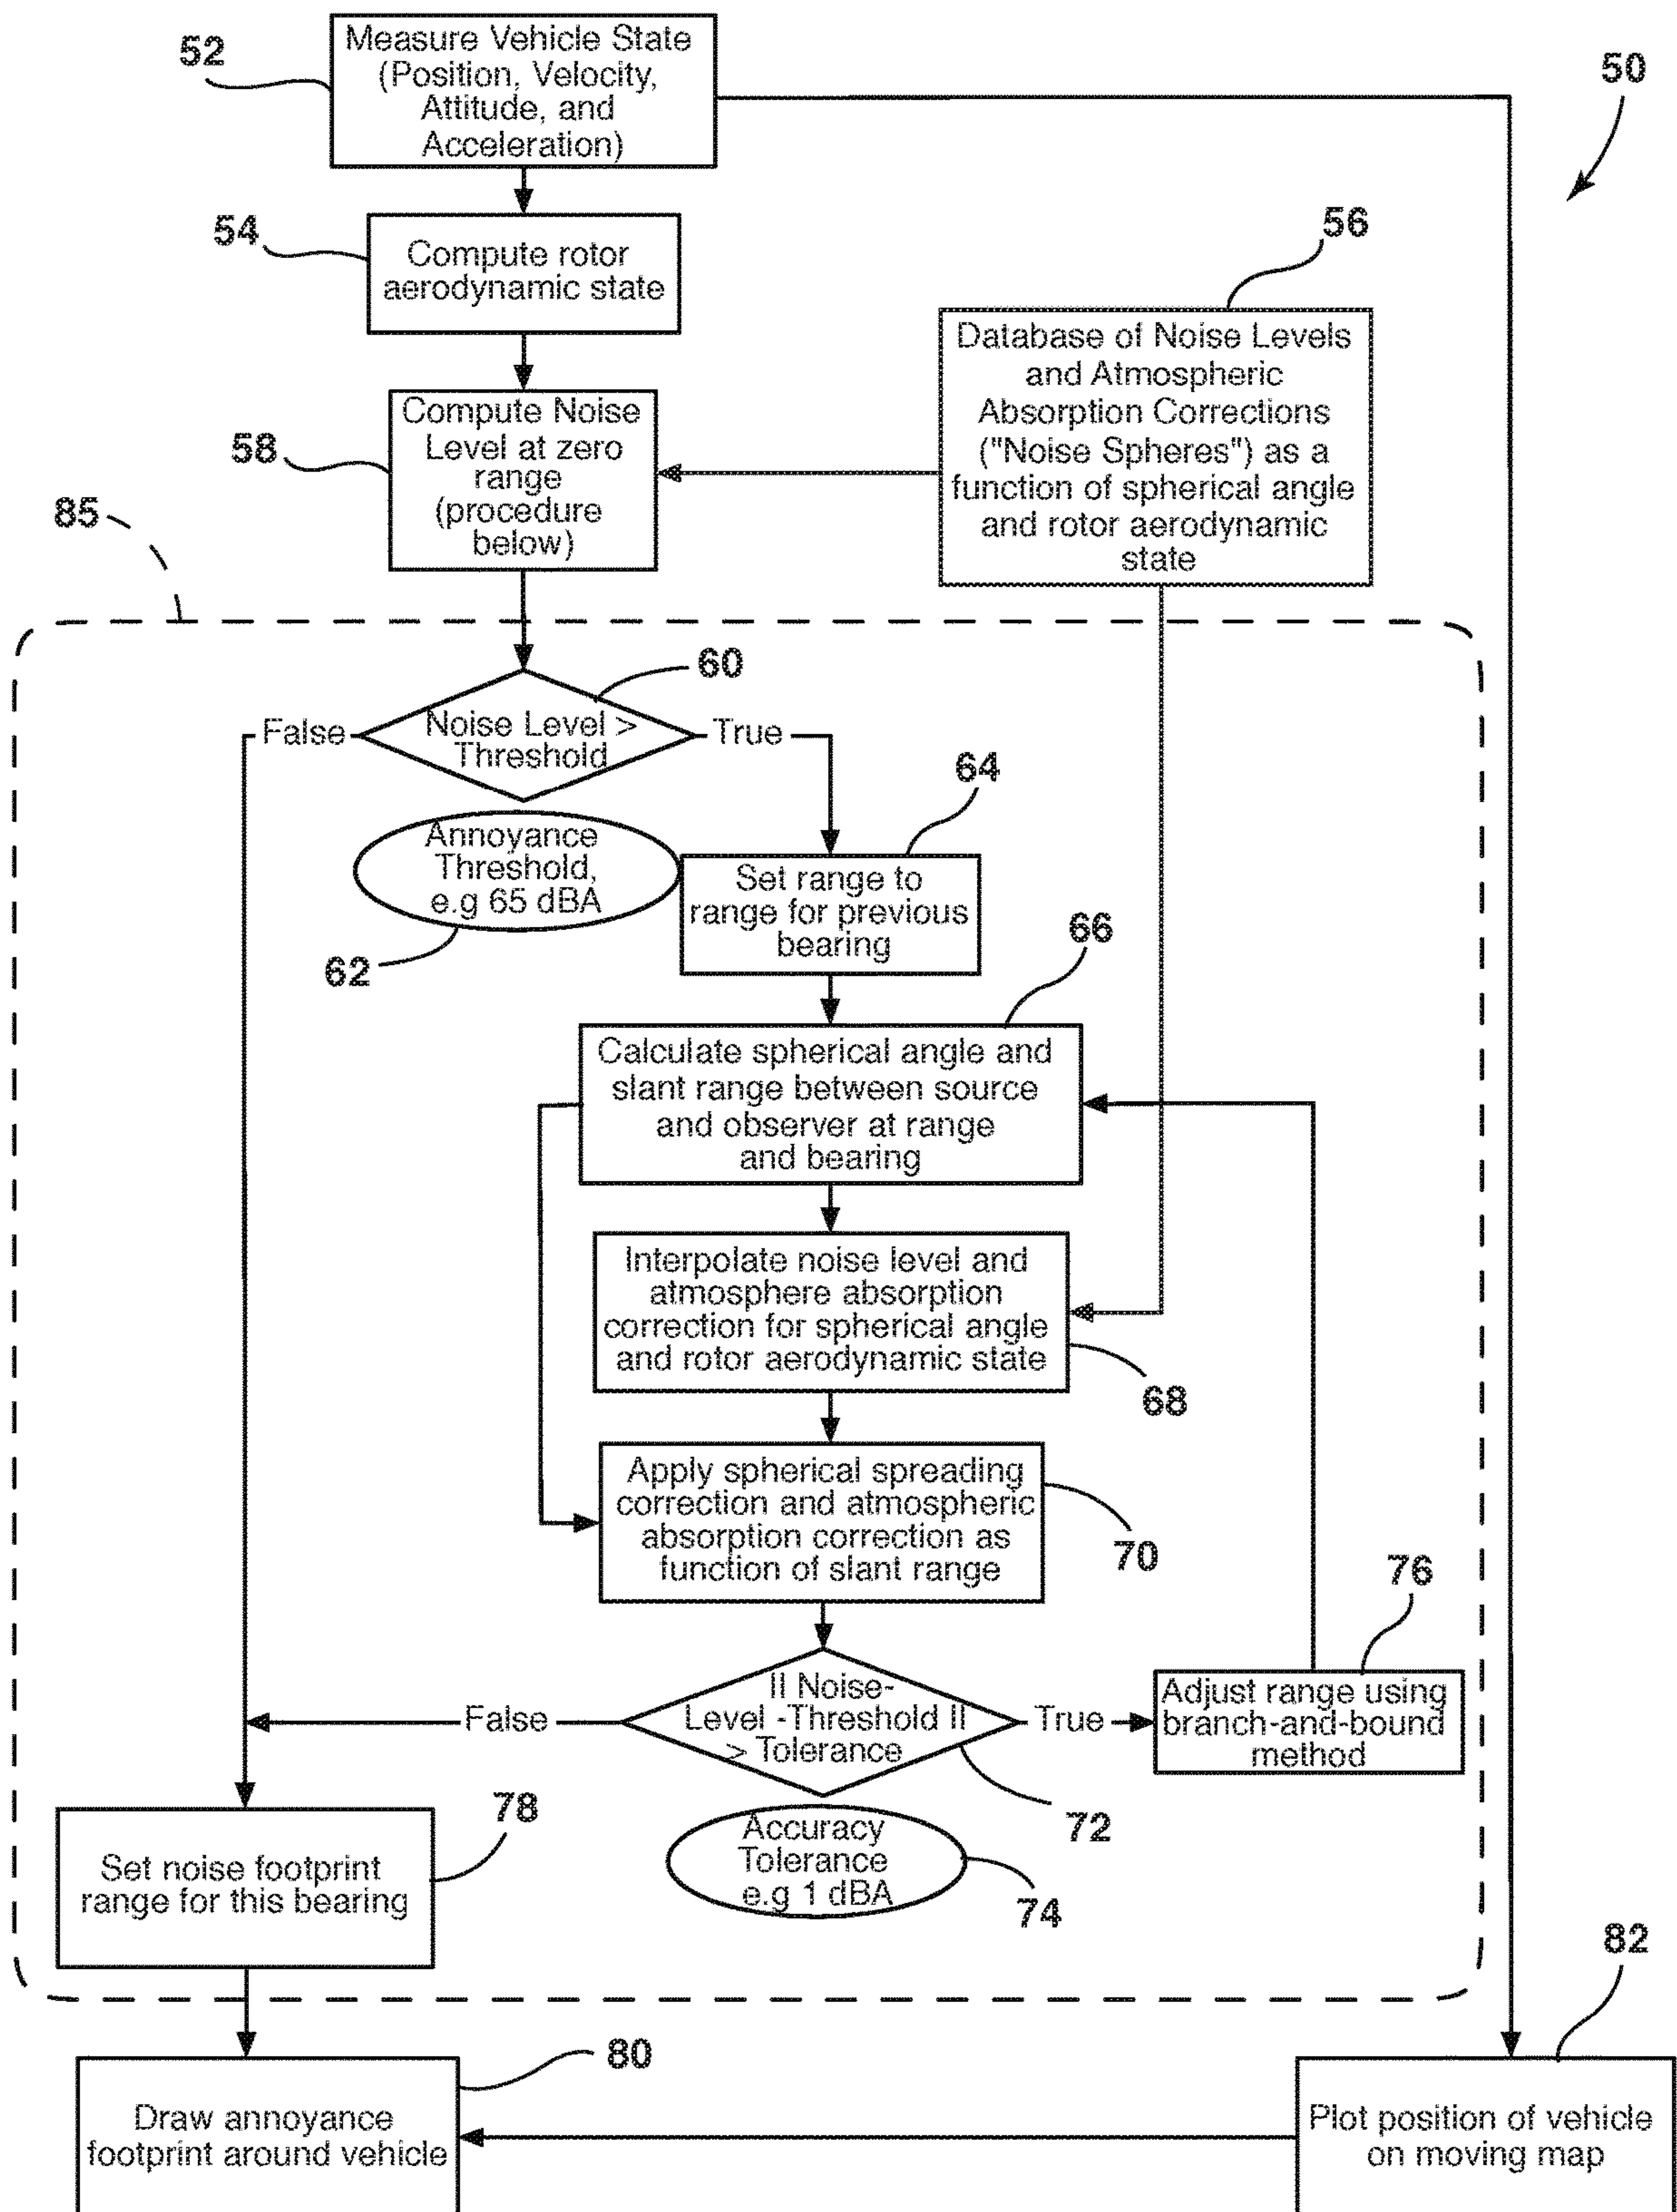 52
Measure Vehicle State
(Position, Velocity,
Attitude, and
Acceleration)
50
54
Compute rotor
aerodynamic state
56
Database of Noise Levels
and Atmospheric
Absorption Corrections
("Noise Spheres") as a
function of spherical angle
and rotor aerodynamic
state
58
Compute Noise
Level at zero
range
(procedure
below)
85
60
False
Noise Level >
Threshold
True
62
Annoyance
Threshold,
e.g 65 dBA
64
Set range to
range for previous
bearing
66
Calculate spherical angle and
slant range between source
and observer at range
and bearing
Interpolate noise level and
atmosphere absorption
correction for spherical angle
and rotor aerodynamic state
68
Apply spherical spreading
correction and atmospheric
absorption correction as
function of slant range
70
76
False
II Noise-
Level -Threshold II
> Tolerance
True
Adjust range using
branch-and-bound
method
72
78
Set noise footprint
range for this bearing
Accuracy
Tolerance
e.g 1 dBA
74
82
80
Draw annoyance
footprint around vehicle
Plot position of vehicle
on moving map